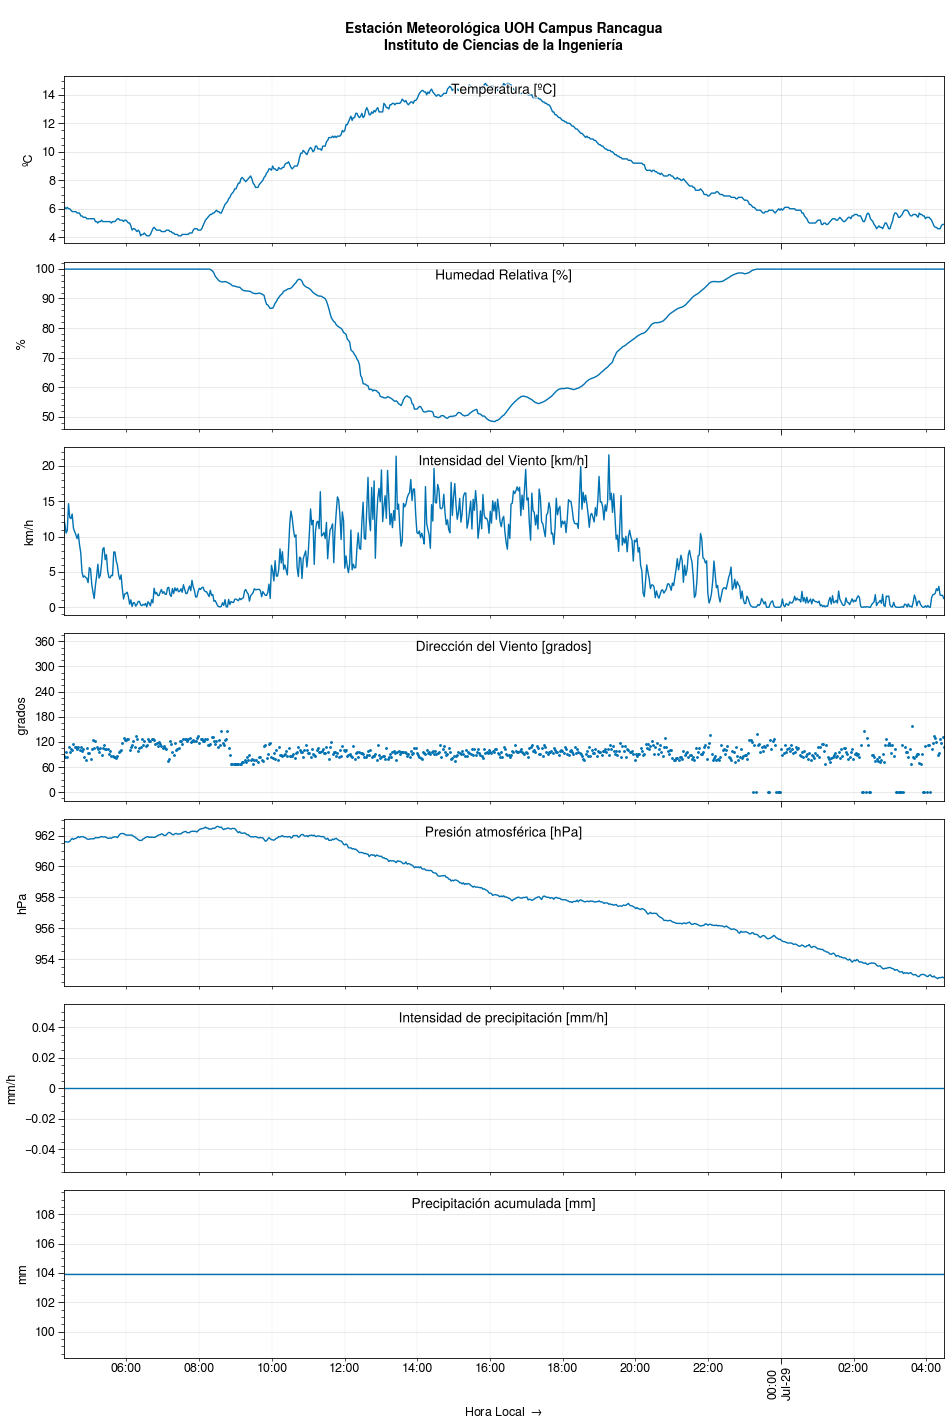 Estación Meteorológica UOH Campus Rancagua
Instituto de Ciencias de la Ingeniería
Temperatura [ºC]
ºC
14
12
10
8
6
4
Humedad Relativa [%]
%
100
90
80
70
60
50
Intensidad del Viento [km/h]
km/h
20
15
10
5
0
Dirección del Viento [grados]
grados
360
300
240
180
120
60
0
Presión atmosférica [hPa]
hPa
962
960
958
956
954
Intensidad de precipitación [mm/h]
mm/h
0.04
0.02
0
−0.02
−0.04
Precipitación acumulada [mm]
mm
108
106
104
102
100
06:00 08:00 10:00 12:00 14:00 16:00 18:00 20:00 22:00 00:00 02:00 04:00
Jul-29
Hora Local →